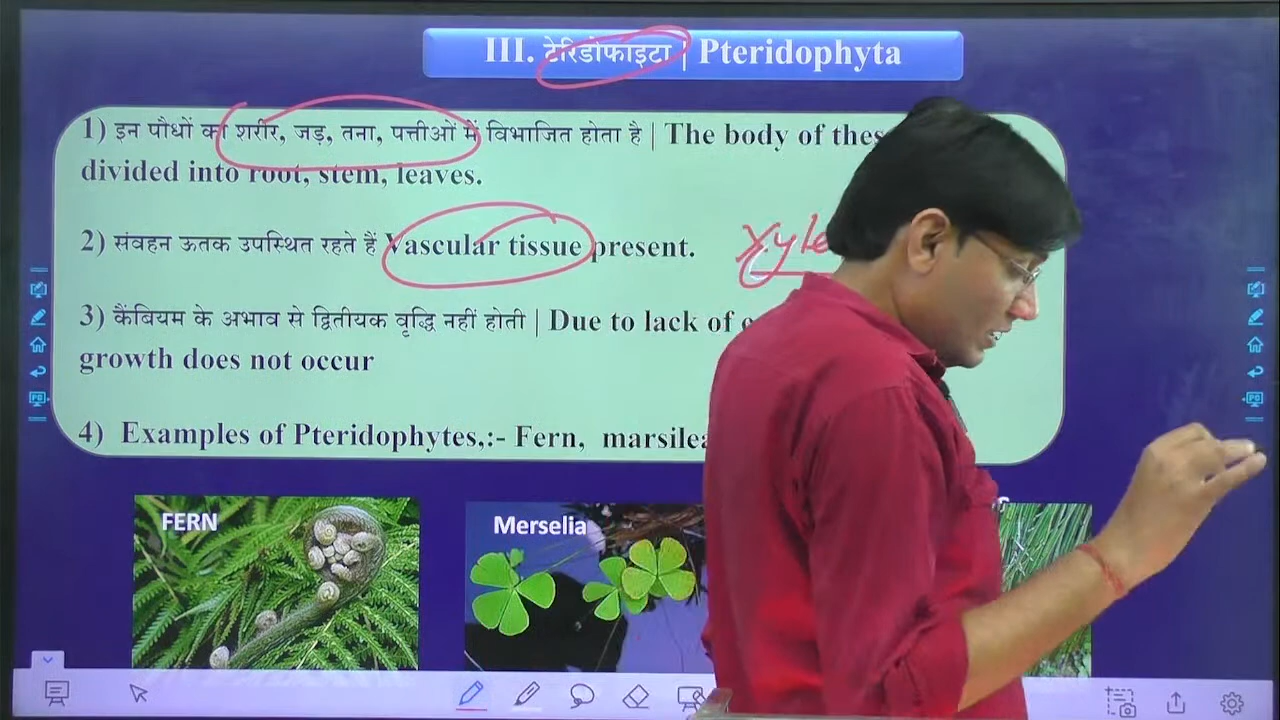 III. टेरिडोफाइटा | Pteridophyta
1) इन पौधों का शरीर, जड़, तना, पत्तीओं में विभाजित होता है | The body of
divided into root, stem, leaves.
2) संवहन ऊतक उपस्थित रहते हैं Vascular tissue present.
3) कैंबियम के अभाव से द्वितीयक वृद्धि नहीं होती | Due to lack of
growth does not occur
4) Examples of Pteridophytes,:- Fern, marsilea
FERN
Merselia